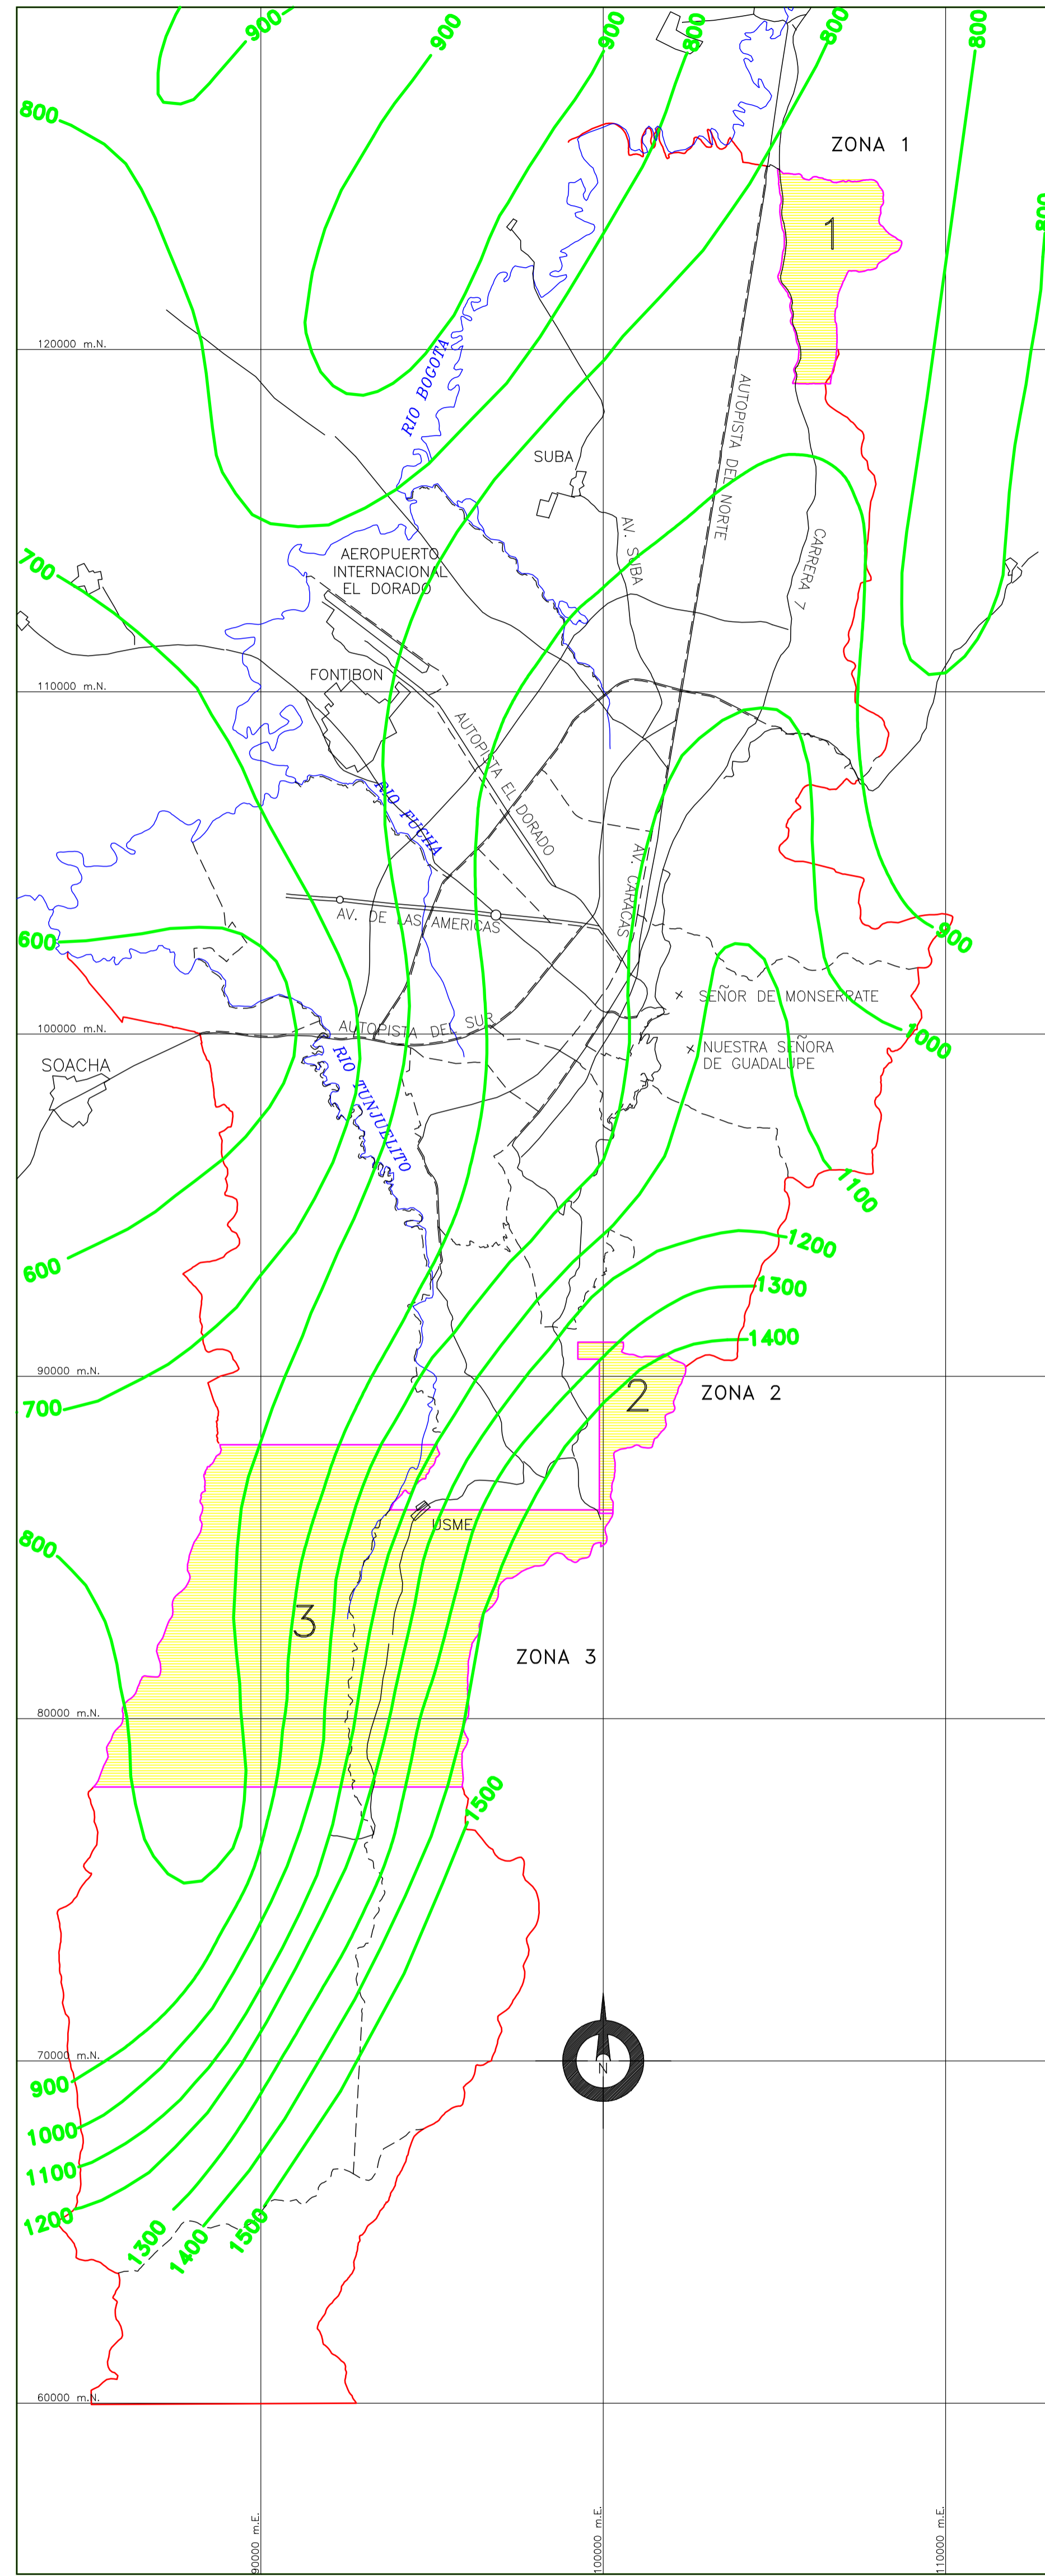 900
900
900
800
800
800
800
ZONA 1
800
1
120000 m.N.
RIO BOGOTA
AUTOPISTA DEL NORTE
SUBA
AV. SUBA
CARRERA 7
700
AEROPUERTO
INTERNACIONAL
EL DORADO
FONTIBON
110000 m.N.
AUTOPISTA EL DORADO
RIO FUCHA
AV. CARACAS
AV. DE LAS AMERICAS
600
900
SEÑOR DE MONSERRATE
100000 m.N.
AUTOPISTA DEL SUR
1000
NUESTRA SEÑORA
DE GUADALUPE
SOACHA
RIO TUNJUELITO
1100
1200
600
1300
1400
90000 m.N.
2
ZONA 2
700
USME
800
3
ZONA 3
80000 m.N.
1500
70000 m.N.
N
900
1000
1100
1200
1300
1400
1500
60000 m.N.
90000 m.E.
100000 m.E.
110000 m.E.